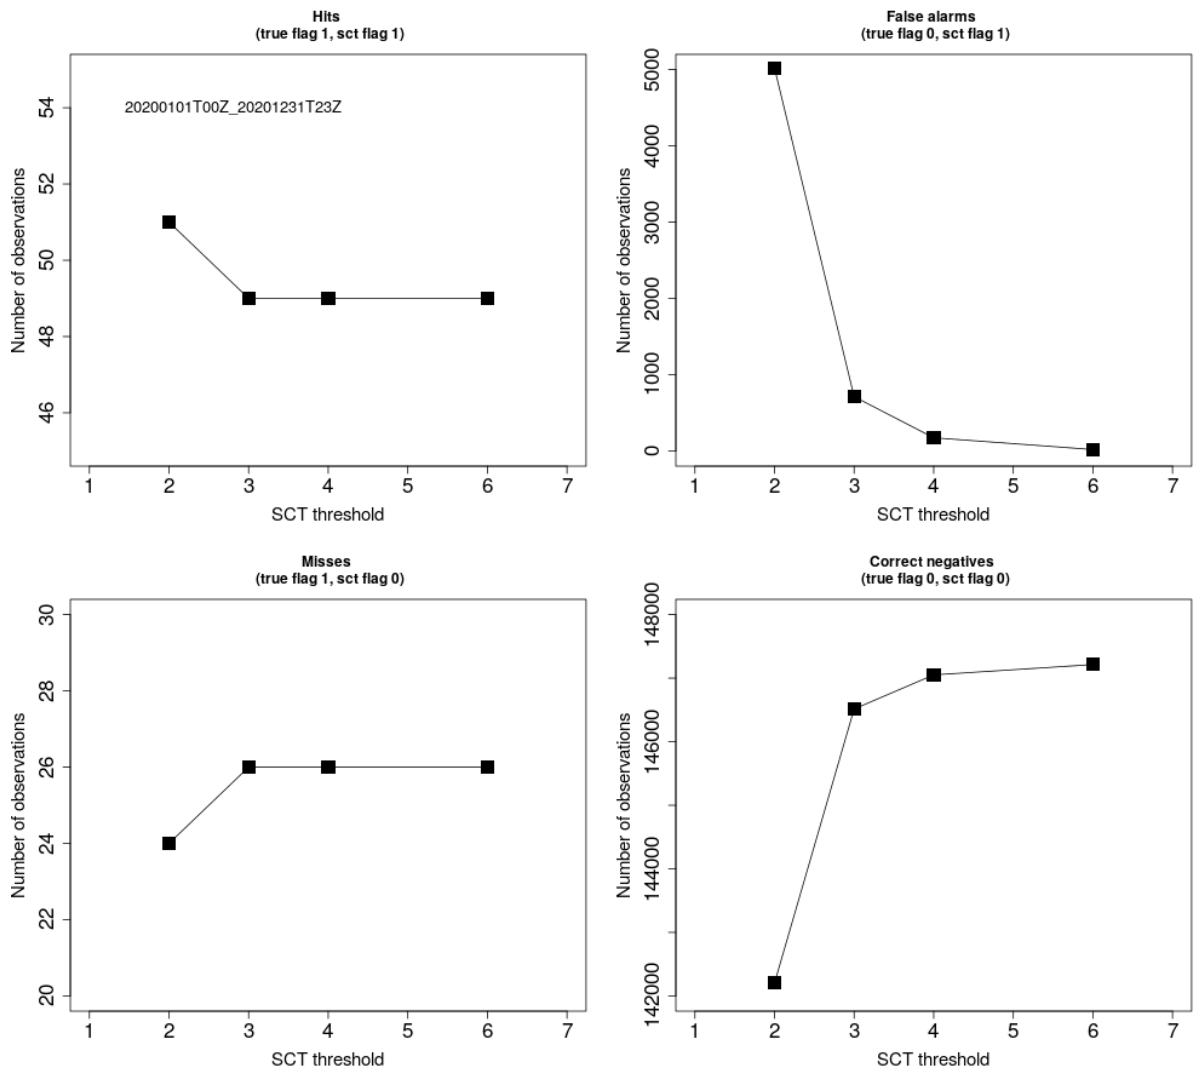 Hits
(true flag 1, sct flag 1)
20200101T00Z_20201231T23Z
Number of observations
54
52
50
48
46
1 2 3 4 5 6 7
SCT threshold
False alarms
(true flag 0, sct flag 1)
Number of observations
5000
4000
3000
2000
1000
0
1 2 3 4 5 6 7
SCT threshold
Misses
(true flag 1, sct flag 0)
Number of observations
30
28
26
24
22
20
1 2 3 4 5 6 7
SCT threshold
Correct negatives
(true flag 0, sct flag 0)
Number of observations
148000
146000
144000
142000
1 2 3 4 5 6 7
SCT threshold